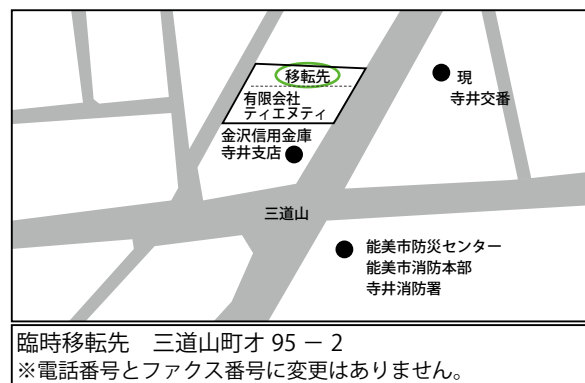 移転先
有限会社
ティエヌティ
現
寺井交番
金沢信用金庫
寺井支店
三道山
能美市防災センター
能美市消防本部
寺井消防署
臨時移転先　三道山町オ 95 − 2
※電話番号とファクス番号に変更はありません。